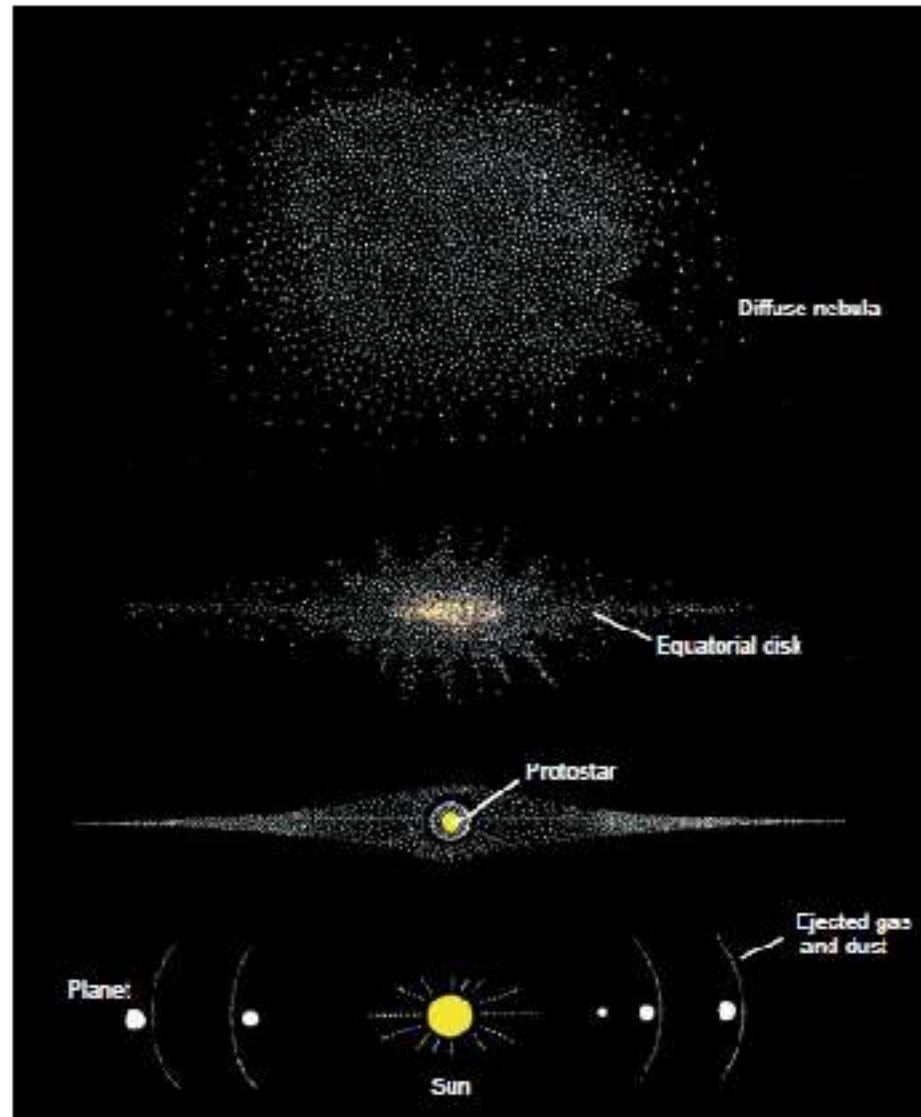 Diffuse nebula
Equatorial disk
Protostar
Ejected gas
and dust
Planet
Sun